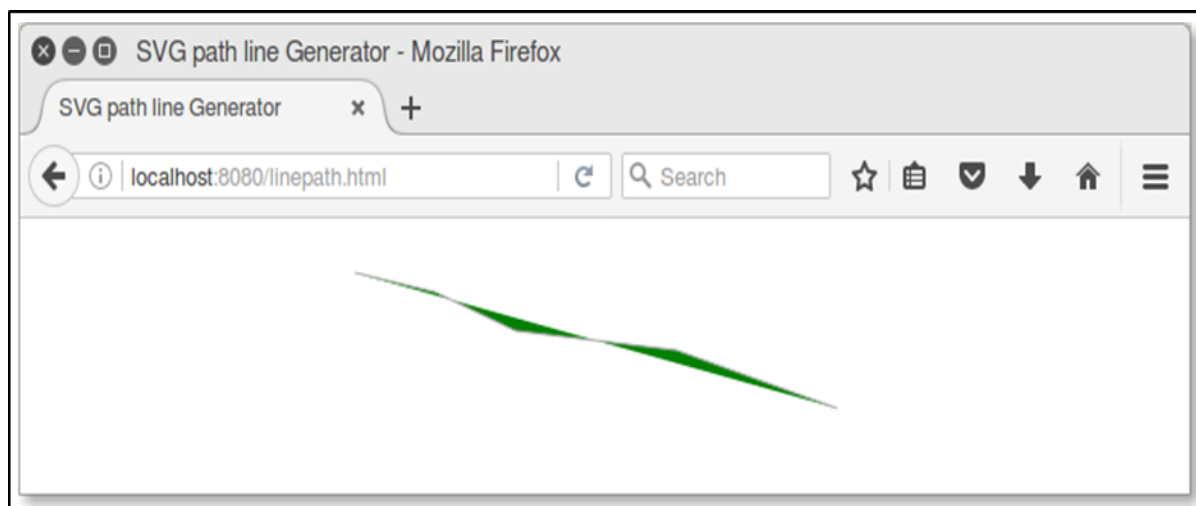 SVG path line Generator - Mozilla Firefox
SVG path line Generator
localhost:8080/linepath.html
Search